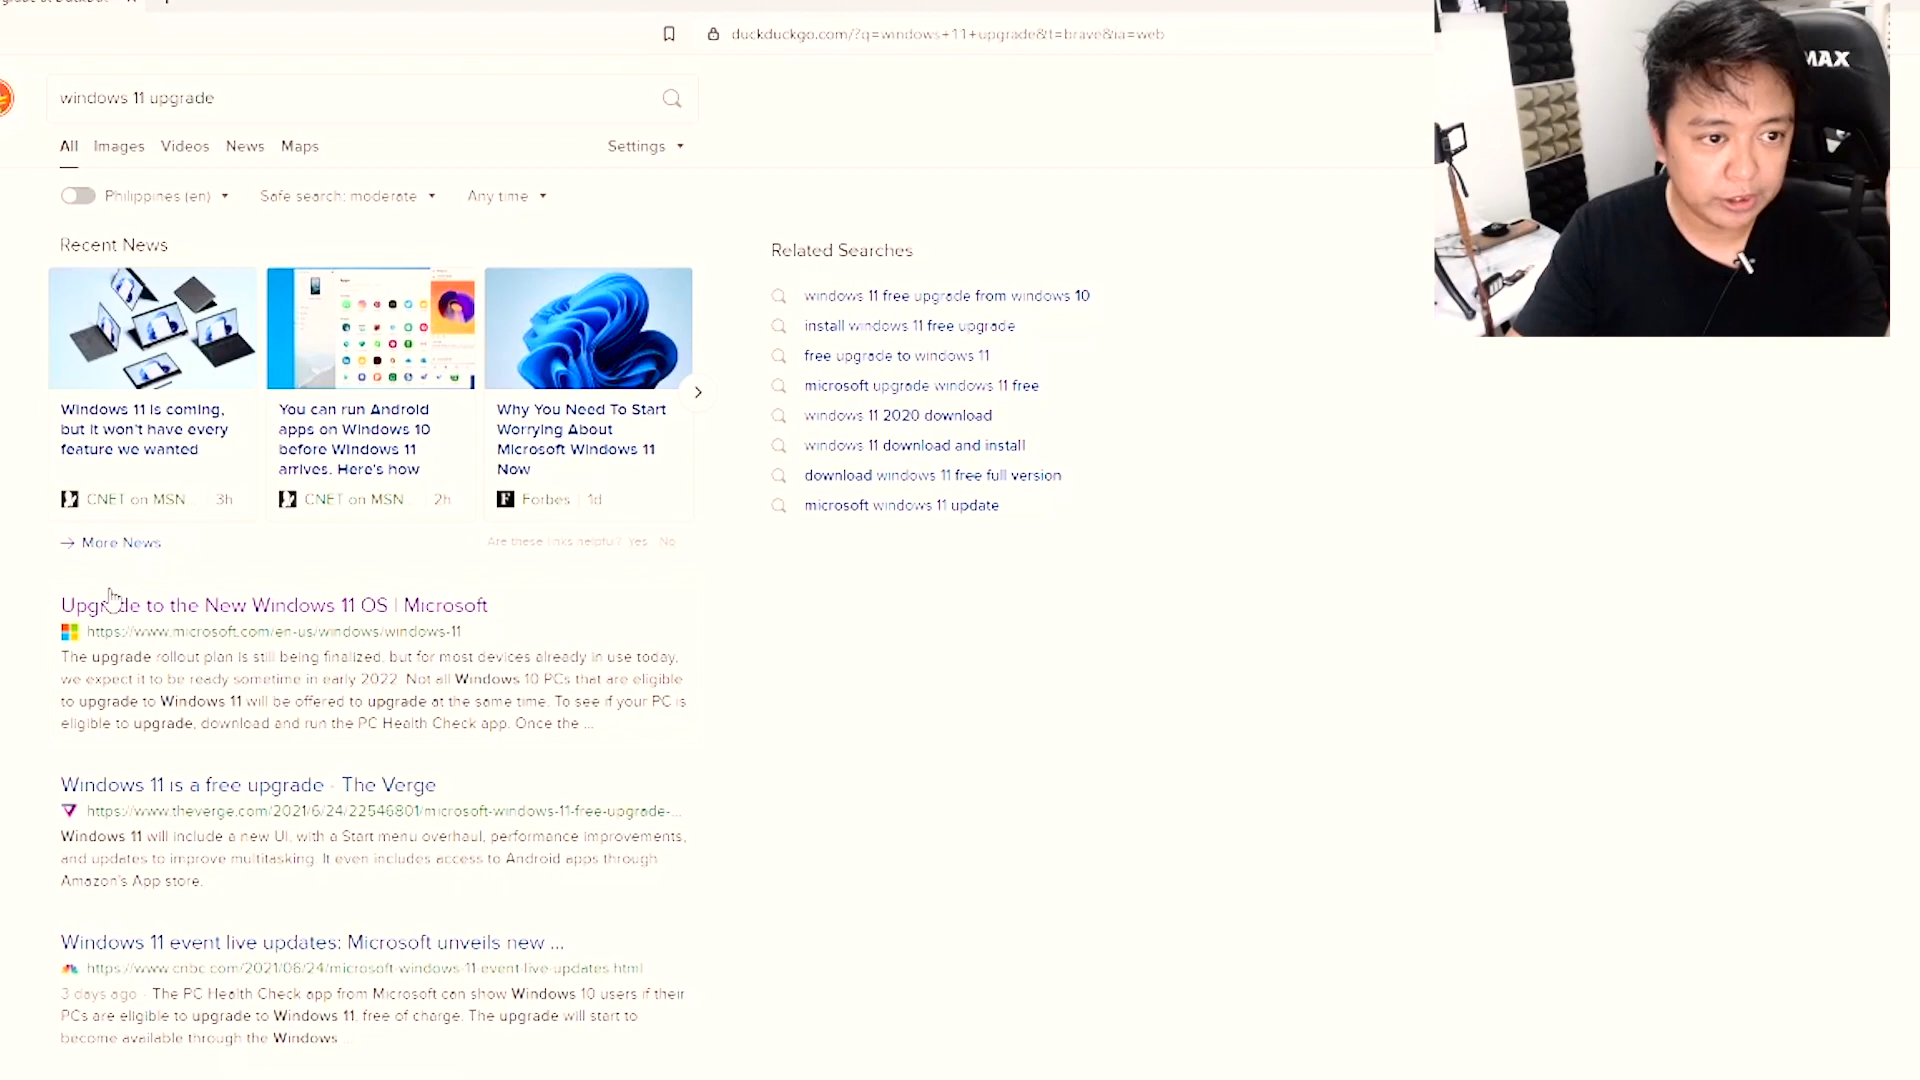 duckduckgo.com/?q=windows+11+upgrade&t=brave&ia=web
windows 11 upgrade
All Images Videos News Maps Settings
Philippines (en) Safe search: moderate Any time
Recent News
Windows 11 is coming, but it won't have every feature we wanted
CNET on MSN 3h
You can run Android apps on Windows 10 before Windows 11 arrives. Here's how
CNET on MSN 2h
Why You Need To Start Worrying About Microsoft Windows 11 Now
Forbes 1d
More News
Are these links helpful? Yes No
Upgrade to the New Windows 11 OS | Microsoft
https://www.microsoft.com/en-us/windows/windows-11
The upgrade rollout plan is still being finalized, but for most devices already in use today,
we expect it to be ready sometime in early 2022. Not all Windows 10 PCs that are eligible
to upgrade to Windows 11 will be offered to upgrade at the same time. To see if your PC is
eligible to upgrade, download and run the PC Health Check app. Once the ...
Windows 11 is a free upgrade - The Verge
https://www.theverge.com/2021/6/24/22546801/microsoft-windows-11-free-upgrade-...
Windows 11 will include a new UI, with a Start menu overhaul, performance improvements,
and updates to improve multitasking. It even includes access to Android apps through
Amazon's App store.
Windows 11 event live updates: Microsoft unveils new ...
https://www.cnbc.com/2021/06/24/microsoft-windows-11-event-live-updates.html
3 days ago · The PC Health Check app from Microsoft can show Windows 10 users if their
PCs are eligible to upgrade to Windows 11, free of charge. The upgrade will start to
become available through the Windows ...
Related Searches
windows 11 free upgrade from windows 10
install windows 11 free upgrade
free upgrade to windows 11
microsoft upgrade windows 11 free
windows 11 2020 download
windows 11 download and install
download windows 11 free full version
microsoft windows 11 update
MAX